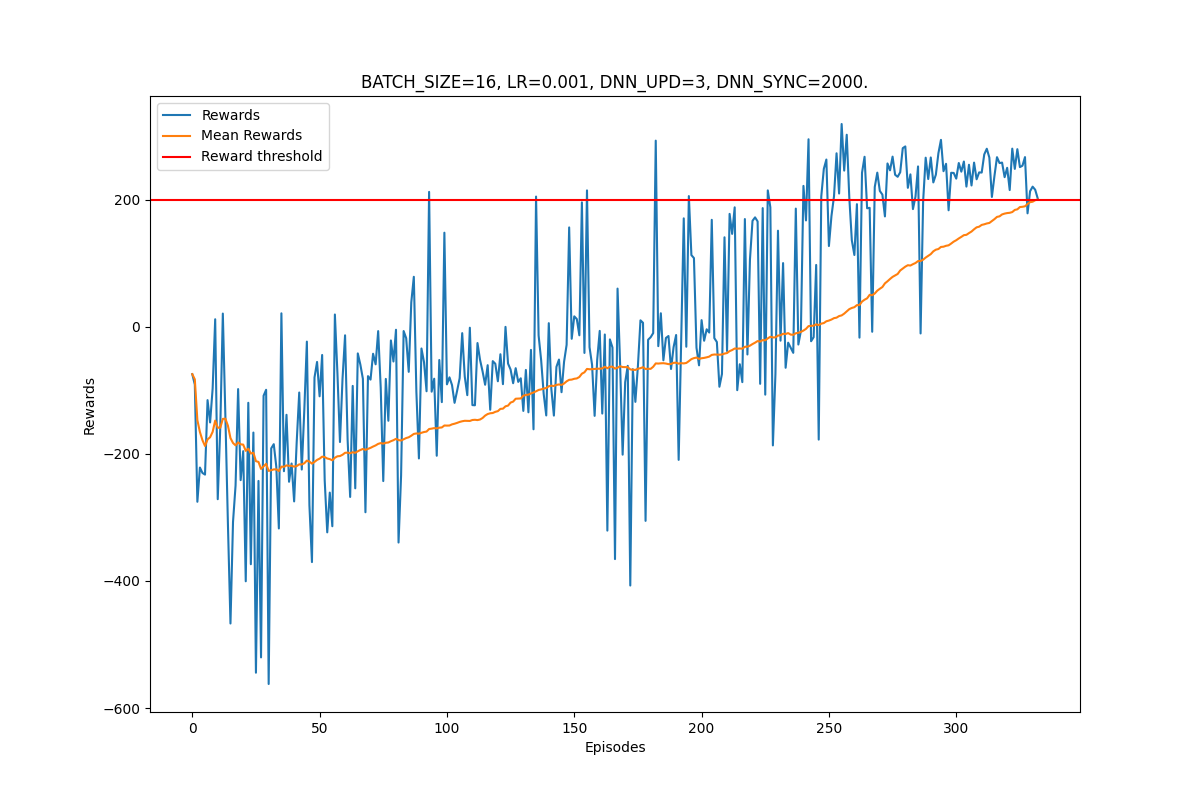 BATCH_SIZE=16, LR=0.001, DNN_UPD=3, DNN_SYNC=2000.
Rewards
Mean Rewards
Reward threshold
200
0
−200
−400
−600
Rewards
0 50 100 150 200 250 300
Episodes